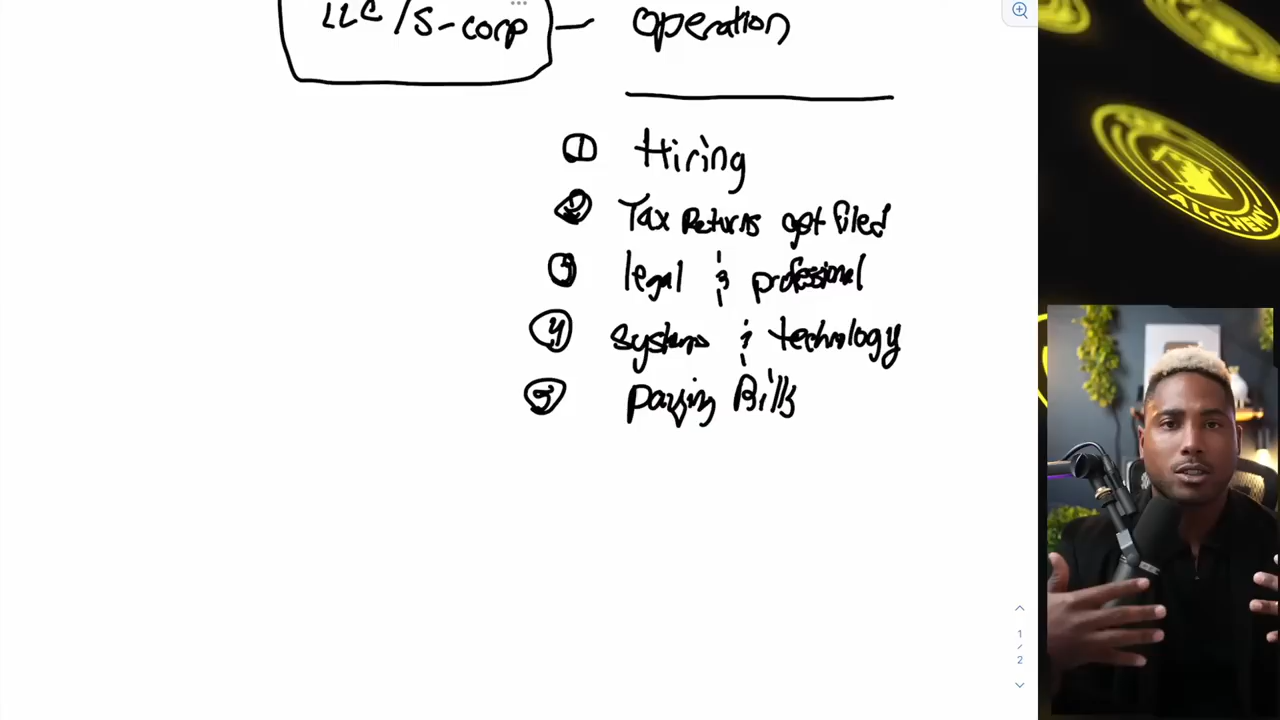 LLC / S-corp
operation
1 Hiring
2 Tax Returns get filed
3 legal & professional
4 systems & technology
5 Paying Bills
ALCHEMY
1
/
2